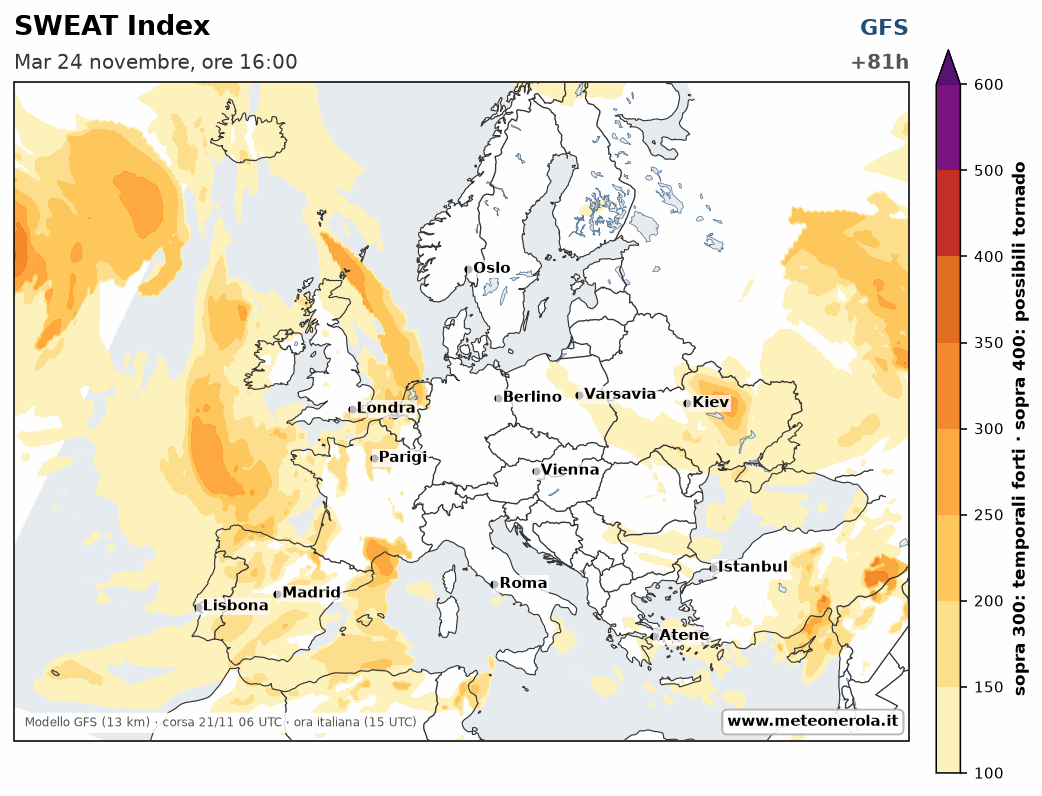 SWEAT Index
GFS
Mar 24 novembre, ore 16:00
+81h
600
500
400
350
300
250
200
150
100
sopra 300: temporali forti · sopra 400: possibili tornado
Oslo
Berlino
Varsavia
Kiev
Londra
Parigi
Vienna
Istanbul
Roma
Madrid
Lisbona
Atene
Modello GFS (13 km) · corsa 21/11 06 UTC · ora italiana (15 UTC)
www.meteonerola.it